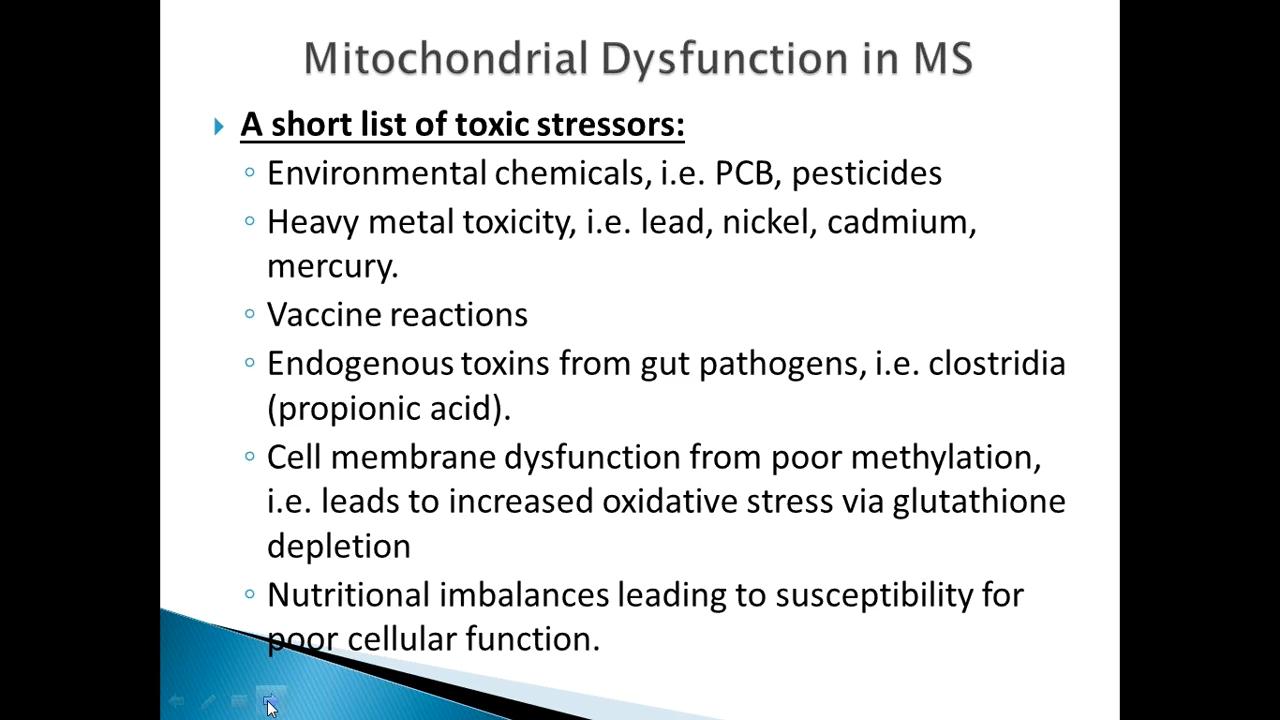 Mitochondrial Dysfunction in MS
A short list of toxic stressors:
Environmental chemicals, i.e. PCB, pesticides
Heavy metal toxicity, i.e. lead, nickel, cadmium,
mercury.
Vaccine reactions
Endogenous toxins from gut pathogens, i.e. clostridia
(propionic acid).
Cell membrane dysfunction from poor methylation,
i.e. leads to increased oxidative stress via glutathione
depletion
Nutritional imbalances leading to susceptibility for
poor cellular function.